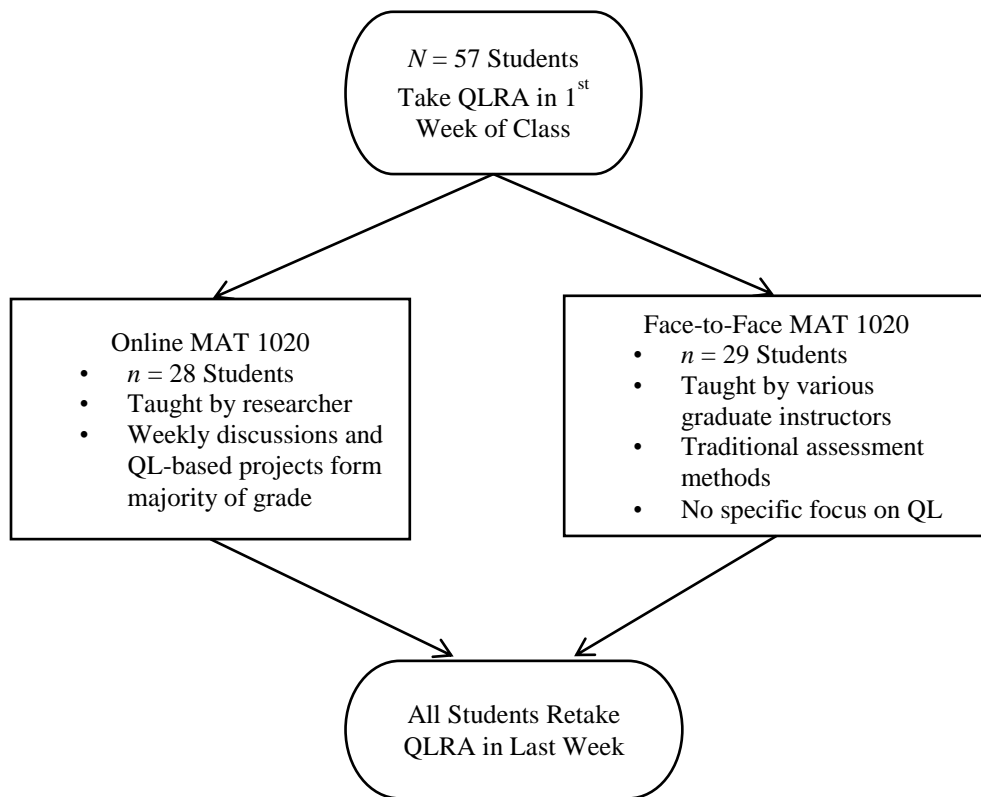 N = 57 Students
Take QLRA in 1st
Week of Class
Online MAT 1020
• n = 28 Students
• Taught by researcher
• Weekly discussions and
QL-based projects form
majority of grade
Face-to-Face MAT 1020
• n = 29 Students
• Taught by various
graduate instructors
• Traditional assessment
methods
• No specific focus on QL
All Students Retake
QLRA in Last Week